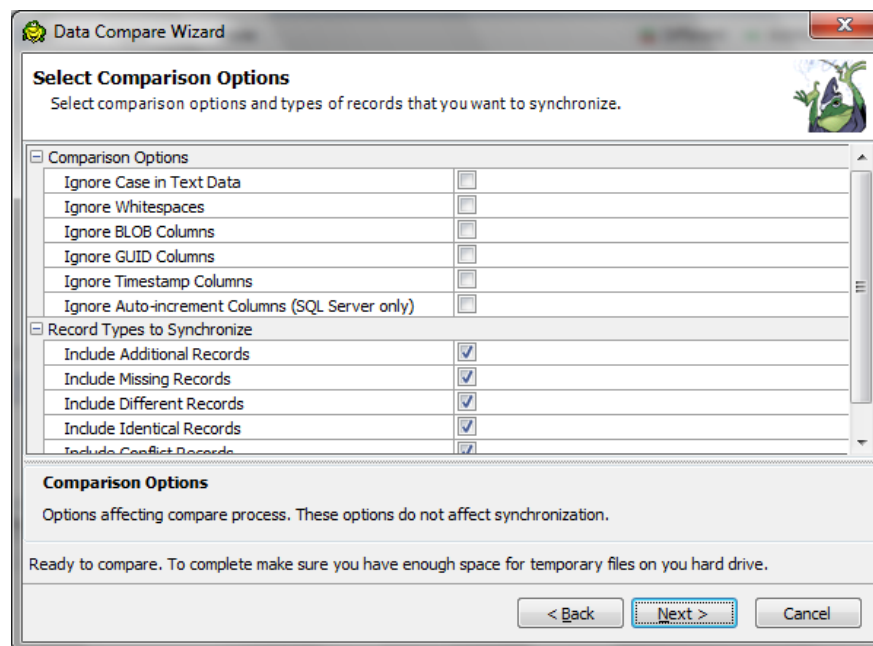 Data Compare Wizard
Select Comparison Options
Select comparison options and types of records that you want to synchronize.
Comparison Options
Ignore Case in Text Data
Ignore Whitespaces
Ignore BLOB Columns
Ignore GUID Columns
Ignore Timestamp Columns
Ignore Auto-increment Columns (SQL Server only)
Record Types to Synchronize
Include Additional Records
Include Missing Records
Include Different Records
Include Identical Records
Include Conflict Records
Comparison Options
Options affecting compare process. These options do not affect synchronization.
Ready to compare. To complete make sure you have enough space for temporary files on you hard drive.
< Back Next > Cancel